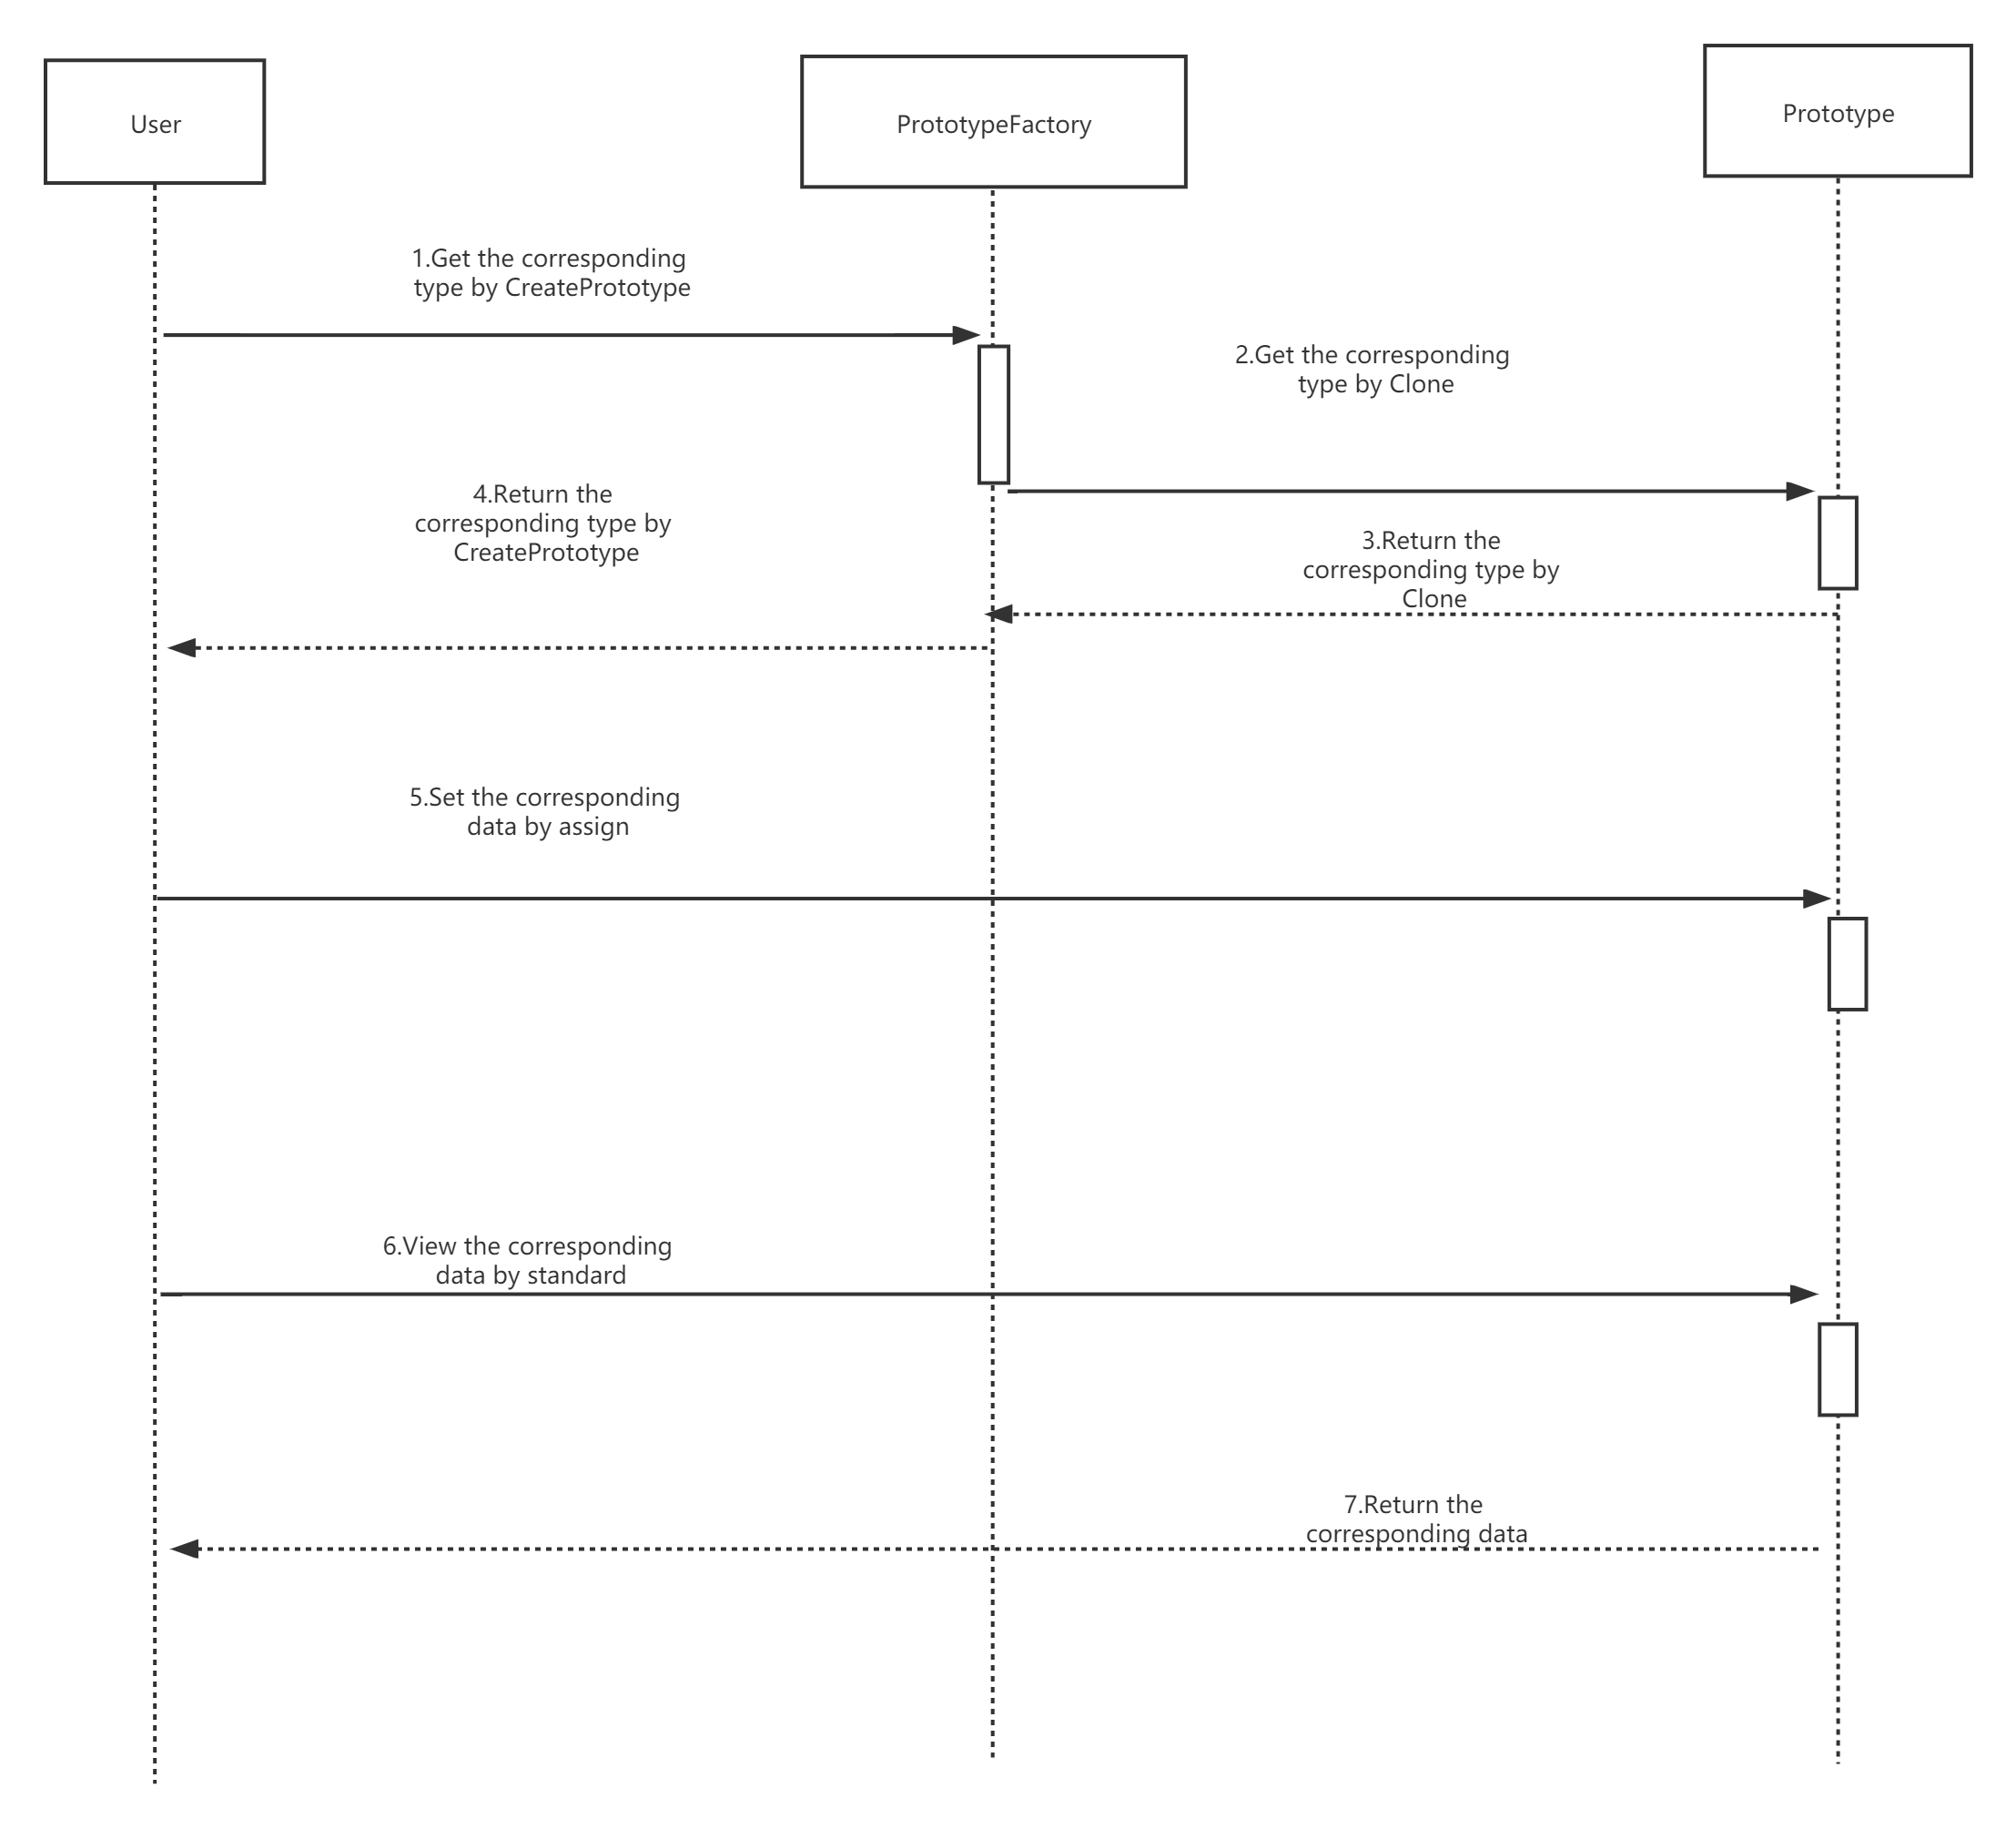 User
PrototypeFactory
Prototype
1.Get the corresponding
type by CreatePrototype
2.Get the corresponding
type by Clone
4.Return the
corresponding type by
CreatePrototype
3.Return the
corresponding type by
Clone
5.Set the corresponding
data by assign
6.View the corresponding
data by standard
7.Return the
corresponding data